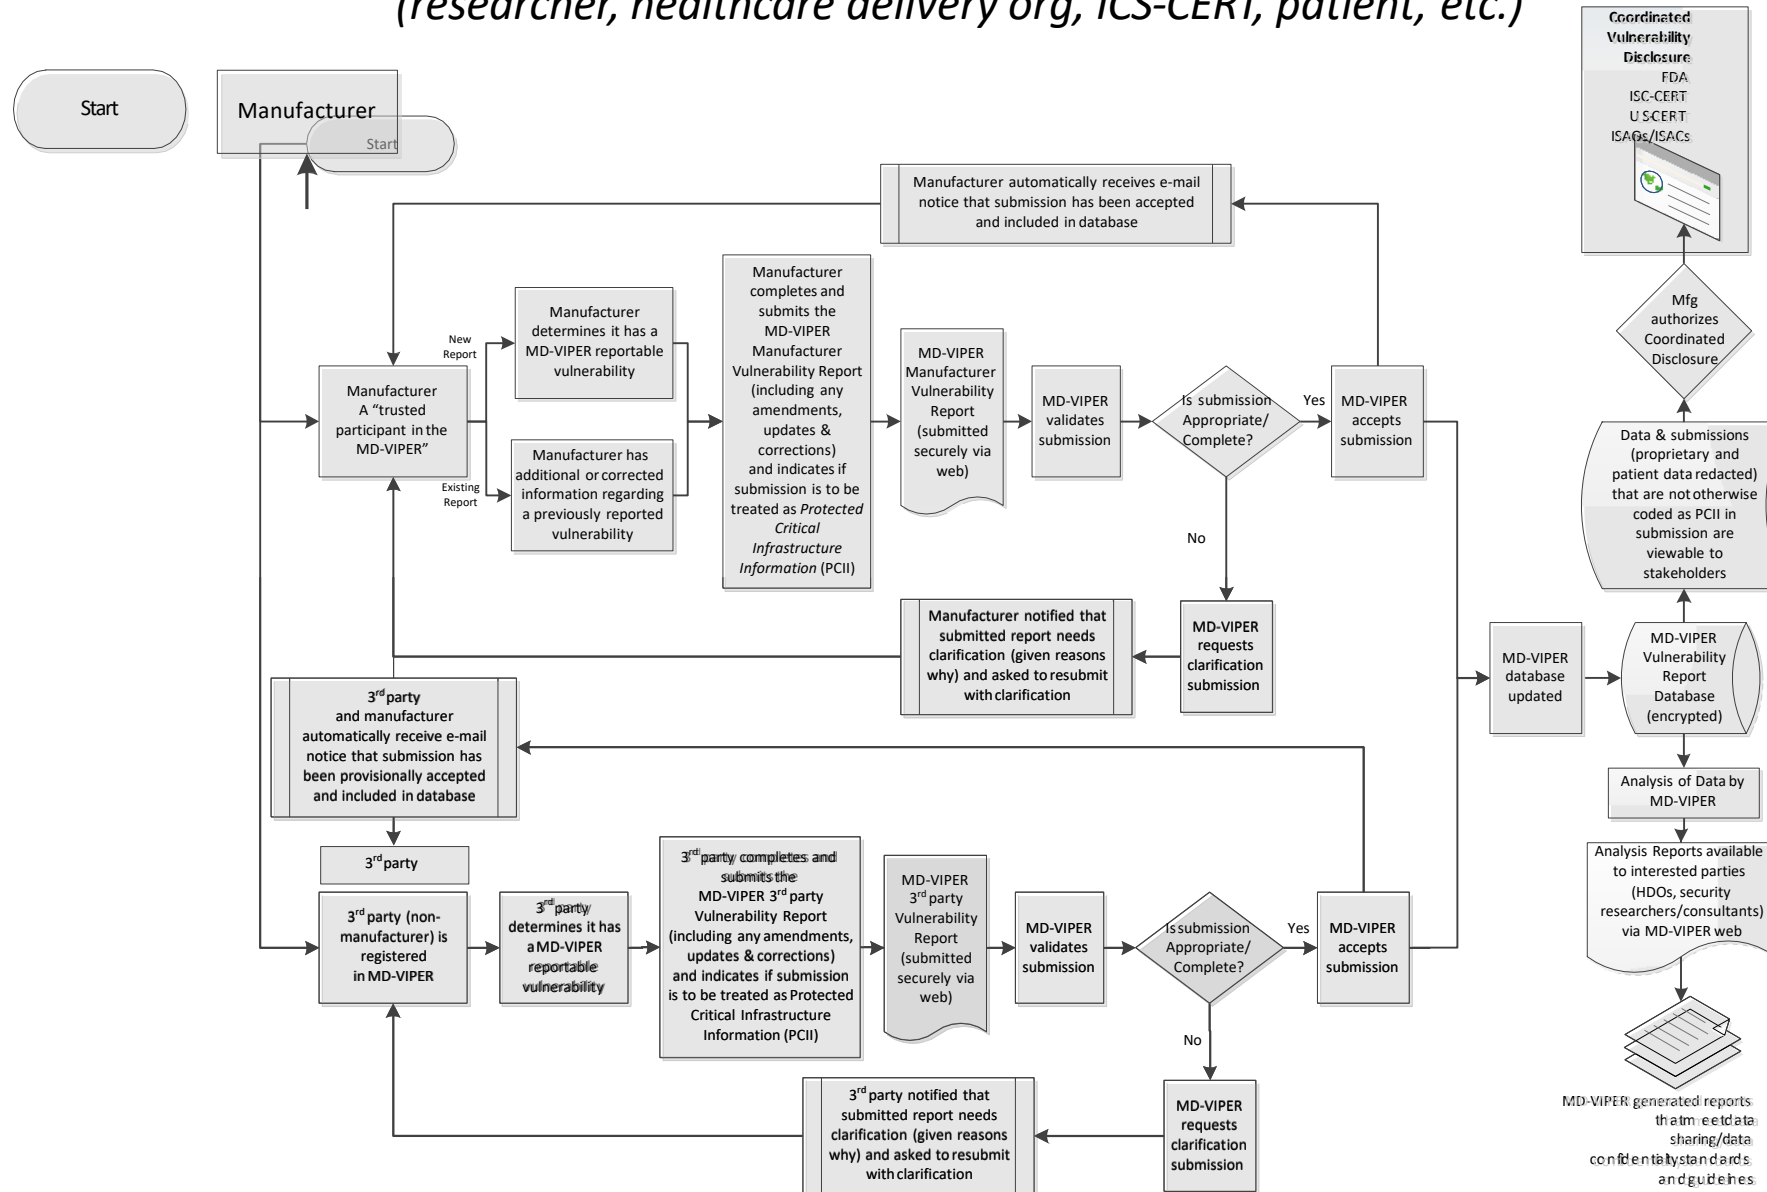 (researcher, healthcare delivery org, ICS-CERT, patient, etc.)
Start
Manufacturer
Start
Manufacturer automatically receives e-mail
notice that submission has been accepted
and included in database
Manufacturer
A “trusted
participant in the
MD-VIPER”
New
Report
Existing
Report
Manufacturer
determines it has a
MD-VIPER reportable
vulnerability
Manufacturer has
additional or corrected
information regarding
a previously reported
vulnerability
Manufacturer
completes and
submits the
MD-VIPER
Manufacturer
Vulnerability Report
(including any
amendments,
updates &
corrections)
and indicates if
submission is to be
treated as Protected
Critical
Infrastructure
Information (PCII)
MD-VIPER
Manufacturer
Vulnerability
Report
(submitted
securely via
web)
MD-VIPER
validates
submission
Is submission
Appropriate/
Complete?
Yes
No
MD-VIPER
accepts
submission
MD-VIPER
requests
clarification
submission
Manufacturer notified that
submitted report needs
clarification (given reasons
why) and asked to resubmit
with clarification
3rd party
and manufacturer
automatically receive e-mail
notice that submission has
been provisionally accepted
and included in database
3rd party
3rd party (non-
manufacturer) is
registered
in MD-VIPER
3rd party
determines it has
a MD-VIPER
reportable
vulnerability
3rd party completes and
submits the
MD-VIPER 3rd party
Vulnerability Report
(including any amendments,
updates & corrections)
and indicates if submission
is to be treated as Protected
Critical Infrastructure
Information (PCII)
MD-VIPER
3rd party
Vulnerability
Report
(submitted
securely via
web)
MD-VIPER
validates
submission
Is submission
Appropriate/
Complete?
Yes
No
MD-VIPER
accepts
submission
MD-VIPER
requests
clarification
submission
3rd party notified that
submitted report needs
clarification (given reasons
why) and asked to resubmit
with clarification
MD-VIPER
database
updated
MD-VIPER
Vulnerability
Report
Database
(encrypted)
Data & submissions
(proprietary and
patient data redacted)
that are not otherwise
coded as PCII in
submission are
viewable to
stakeholders
Mfg
authorizes
Coordinated
Disclosure
Coordinated
Vulnerability
Disclosure
FDA
ISC-CERT
US-CERT
ISAOs/ISACs
Analysis of Data by
MD-VIPER
Analysis Reports available
to interested parties
(HDOs, security
researchers/consultants)
via MD-VIPER web
MD-VIPER generated reports
that meet data
sharing/data
confidentiality standards
and guidelines